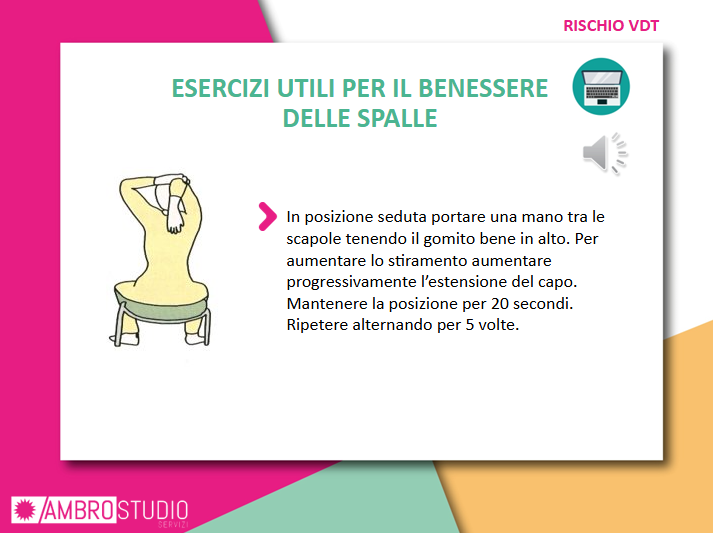 RISCHIO VDT
ESERCIZI UTILI PER IL BENESSERE
DELLE SPALLE
In posizione seduta portare una mano tra le
scapole tenendo il gomito bene in alto. Per
aumentare lo stiramento aumentare
progressivamente l’estensione del capo.
Mantenere la posizione per 20 secondi.
Ripetere alternando per 5 volte.
AMBROSTUDIO
SERVIZI